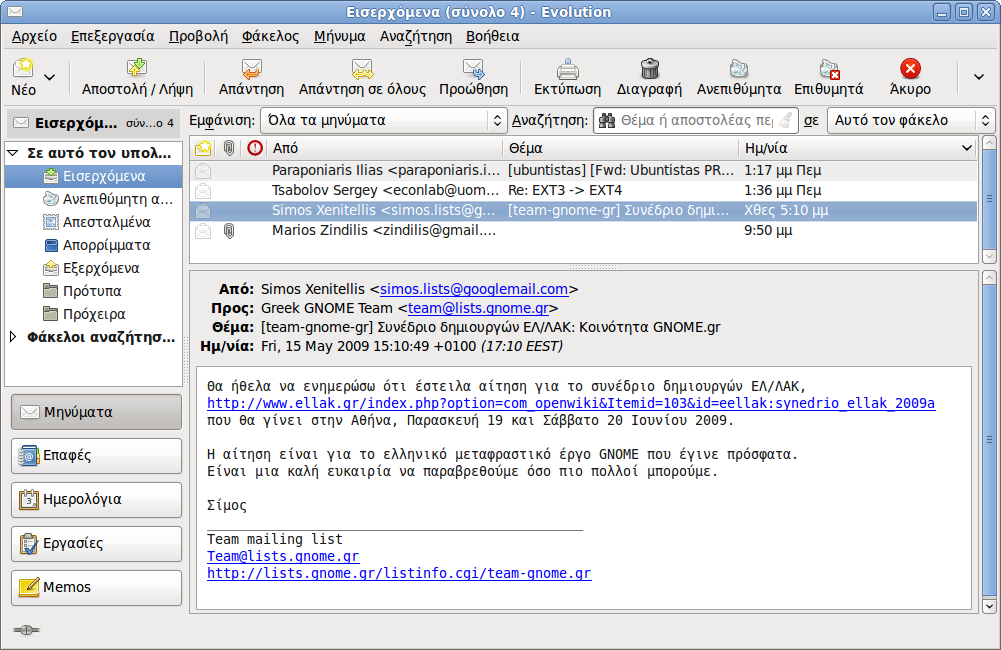 Εισερχόμενα (σύνολο 4) - Evolution
Αρχείο Επεξεργασία Προβολή Φάκελος Μήνυμα Αναζήτηση Βοήθεια
Νέο Αποστολή / Λήψη Απάντηση Απάντηση σε όλους Προώθηση Εκτύπωση Διαγραφή Ανεπιθύμητα Επιθυμητά Άκυρο
Εισερχόμ... σύν...ο 4
Εμφάνιση: Όλα τα μηνύματα Αναζήτηση: Θέμα ή αποστολέας πε σε Αυτό τον φάκελο
Σε αυτό τον υπολ...
Εισερχόμενα
Ανεπιθύμητη α...
Απεσταλμένα
Απορρίμματα
Εξερχόμενα
Πρότυπα
Πρόχειρα
Φάκελοι αναζήτησ...
Μηνύματα
Επαφές
Ημερολόγια
Εργασίες
Memos
Από Θέμα Ημ/νία
Paraponiaris Ilias <paraponiaris.i... [ubuntistas] [Fwd: Ubuntistas PR... 1:17 μμ Πεμ
Tsabolov Sergey <econlab@uom... Re: EXT3 -> EXT4 1:36 μμ Πεμ
Simos Xenitellis <simos.lists@g... [team-gnome-gr] Συνέδριο δημι... Χθες 5:10 μμ
Marios Zindilis <zindilis@gmail.... 9:50 μμ
Από: Simos Xenitellis <simos.lists@googlemail.com>
Προς: Greek GNOME Team <team@lists.gnome.gr>
Θέμα: [team-gnome-gr] Συνέδριο δημιουργών ΕΛ/ΛΑΚ: Κοινότητα GNOME.gr
Ημ/νία: Fri, 15 May 2009 15:10:49 +0100 (17:10 EEST)
Θα ήθελα να ενημερώσω ότι έστειλα αίτηση για το συνέδριο δημιουργών ΕΛ/ΛΑΚ,
http://www.ellak.gr/index.php?option=com_openwiki&Itemid=103&id=eellak:synedrio_ellak_2009a
που θα γίνει στην Αθήνα, Παρασκευή 19 και Σάββατο 20 Ιουνίου 2009.
Η αίτηση είναι για το ελληνικό μεταφραστικό έργο GNOME που έγινε πρόσφατα.
Είναι μια καλή ευκαιρία να παραβρεθούμε όσο πιο πολλοί μπορούμε.
Σίμος
Team mailing list
Team@lists.gnome.gr
http://lists.gnome.gr/listinfo.cgi/team-gnome.gr